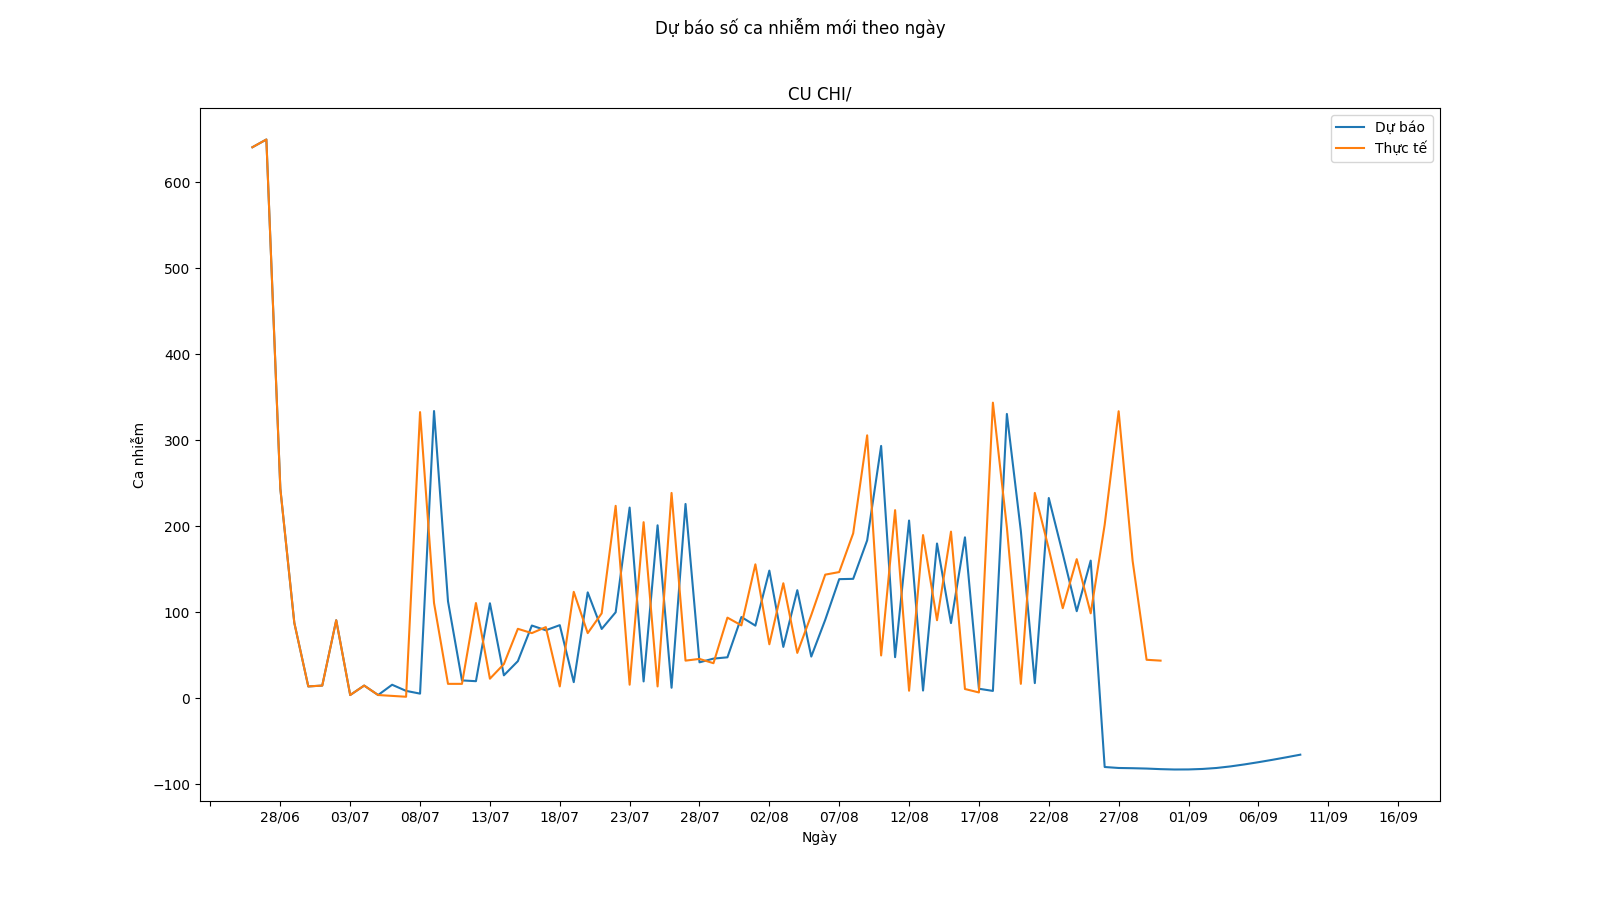 Dự báo số ca nhiễm mới theo ngày
CU CHI/
Dự báo
Thực tế
600
500
400
300
200
100
0
−100
Ca nhiễm
28/06 03/07 08/07 13/07 18/07 23/07 28/07 02/08 07/08 12/08 17/08 22/08 27/08 01/09 06/09 11/09 16/09
Ngày